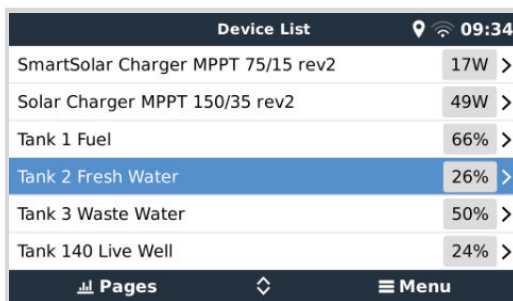 Device List 09:34
SmartSolar Charger MPPT 75/15 rev2 17W
Solar Charger MPPT 150/35 rev2 49W
Tank 1 Fuel 66%
Tank 2 Fresh Water 26%
Tank 3 Waste Water 50%
Tank 140 Live Well 24%
Pages Menu